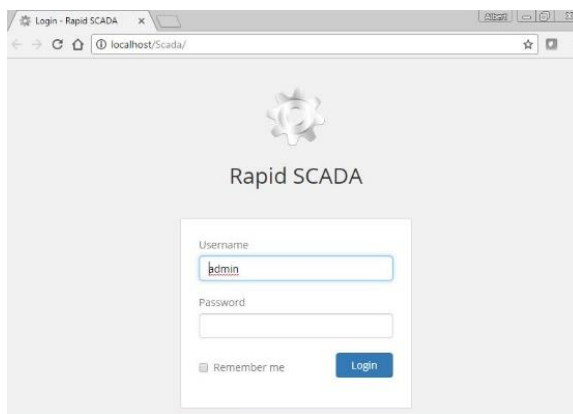 Login - Rapid SCADA
localhost/Scada/
Rapid SCADA
Username
admin
Password
Remember me
Login